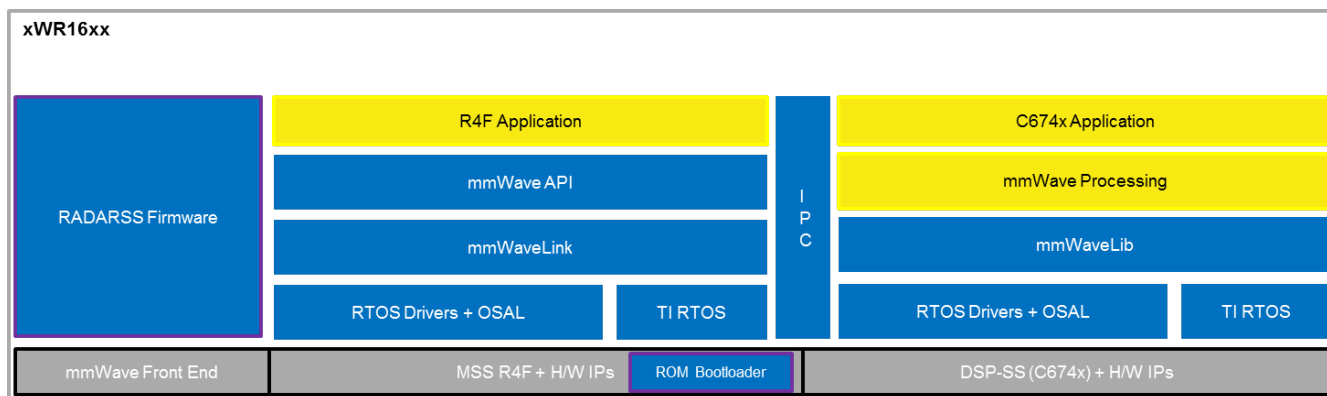 xWR16xx
RADARSS Firmware
R4F Application
mmWave API
mmWaveLink
RTOS Drivers + OSAL
TI RTOS
I
P
C
C674x Application
mmWave Processing
mmWaveLib
RTOS Drivers + OSAL
TI RTOS
mmWave Front End
MSS R4F + H/W IPs
ROM Bootloader
DSP-SS (C674x) + H/W IPs